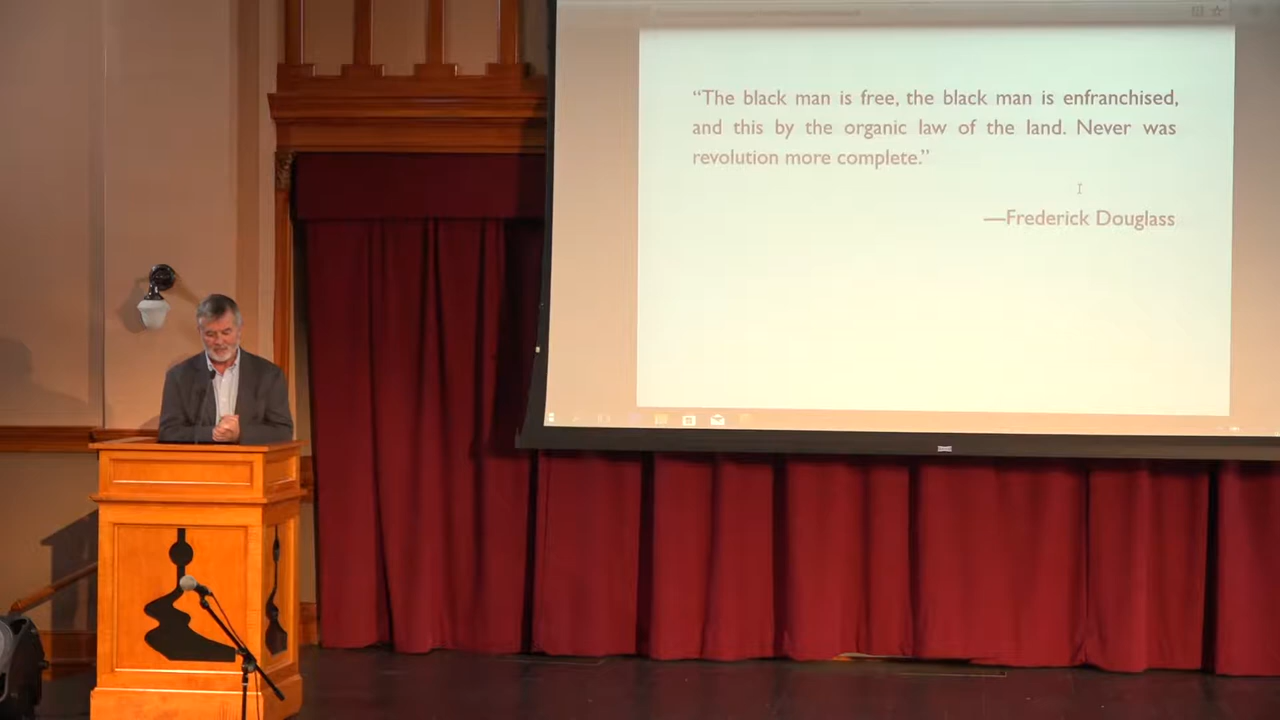 “The black man is free, the black man is enfranchised,
and this by the organic law of the land. Never was
revolution more complete.”
—Frederick Douglass